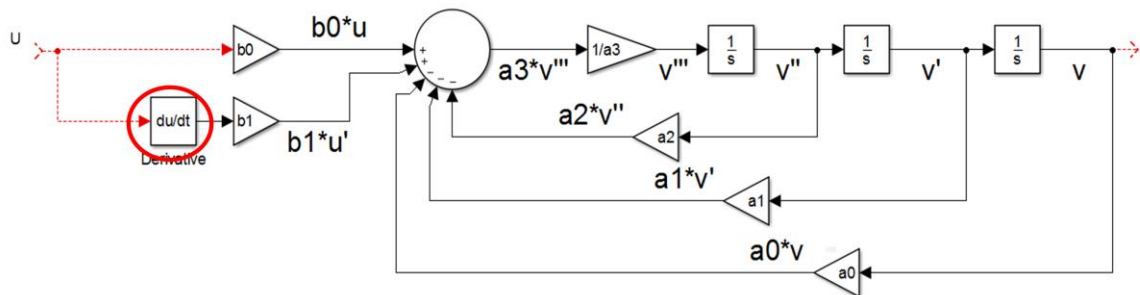 U
b0
b0*u
+
+
−
−
−
a3*v'''
1/a3
v'''
1
s
v''
1
s
v'
1
s
v
du/dt
Derivative
b1
b1*u'
a2*v''
a2
a1*v'
a1
a0*v
a0